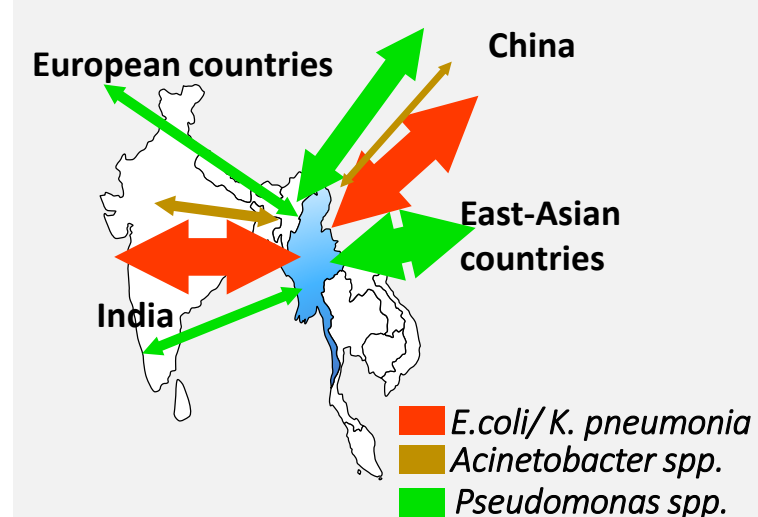 China
European countries
East-Asian
countries
India
E.coli/ K. pneumonia
Acinetobacter spp.
Pseudomonas spp.